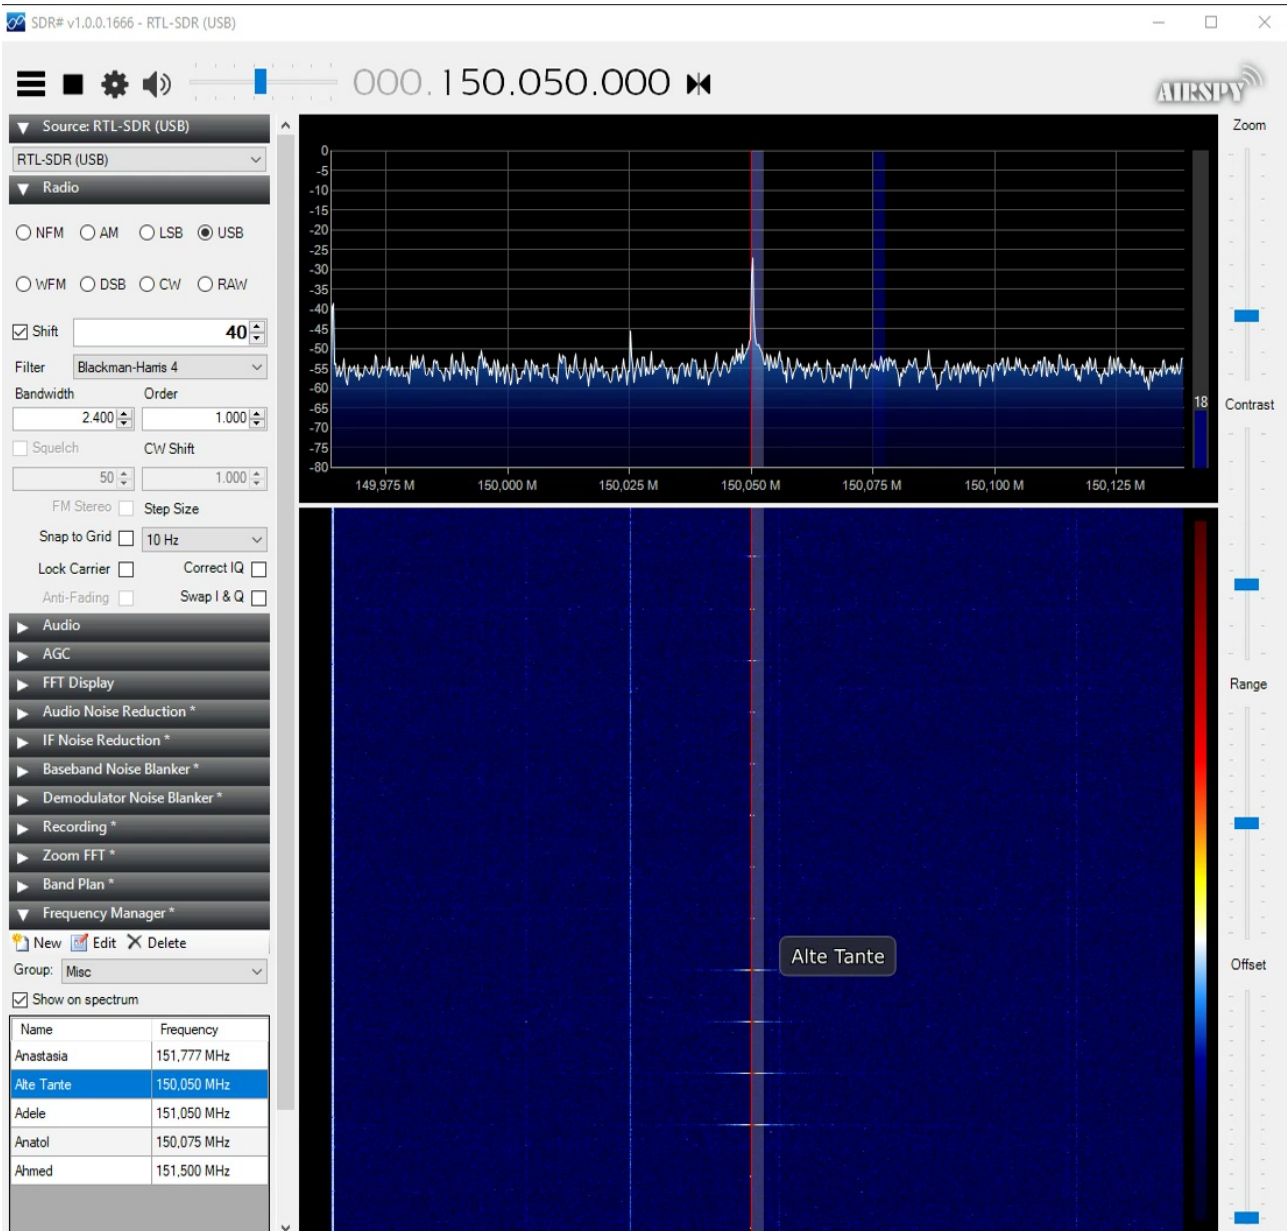 SDR# v1.0.0.1666 - RTL-SDR (USB)
000.150.050.000
AIRSPY
Source: RTL-SDR (USB)
RTL-SDR (USB)
Radio
NFM AM LSB USB
WFM DSB CW RAW
Shift 40
Filter Blackman-Harris 4
Bandwidth Order
2.400 1.000
Squelch CW Shift
50 1.000
FM Stereo Step Size
Snap to Grid 10 Hz
Lock Carrier Correct IQ
Anti-Fading Swap I & Q
Audio
AGC
FFT Display
Audio Noise Reduction *
IF Noise Reduction *
Baseband Noise Blanker *
Demodulator Noise Blanker *
Recording *
Zoom FFT *
Band Plan *
Frequency Manager *
New Edit Delete
Group: Misc
Show on spectrum
Name Frequency
Anastasia 151,777 MHz
Alte Tante 150,050 MHz
Adele 151,050 MHz
Anatol 150,075 MHz
Ahmed 151,500 MHz
0
-5
-10
-15
-20
-25
-30
-35
-40
-45
-50
-55
-60
-65
-70
-75
-80
149,975 M 150,000 M 150,025 M 150,050 M 150,075 M 150,100 M 150,125 M
18
Alte Tante
Zoom
Contrast
Range
Offset